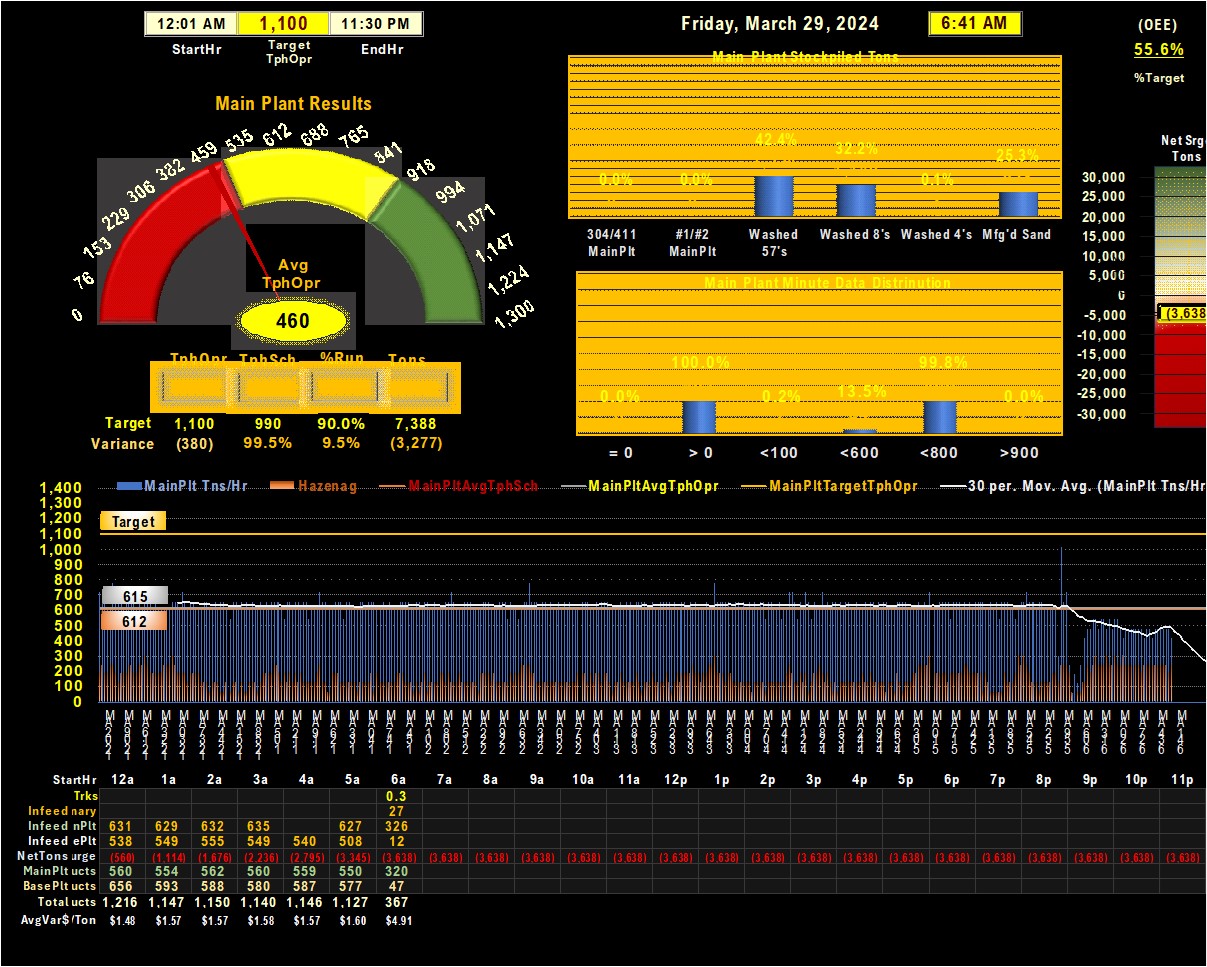 12:01 AM 1,100 11:30 PM
StartHr Target TphOpr EndHr
Friday, March 29, 2024 6:41 AM
(OEE)
55.6%
%Target
Main Plant Results
0 76 153 229 306 382 459 535 612 688 765 841 918 994 1,071 1,147 1,224 1,300
Avg
TphOpr
460
TphOpr TphSch %Run Tons
Target 1,100 990 90.0% 7,388
Variance (380) 99.5% 9.5% (3,277)
Main Plant Stockpiled Tons
0.0% 0.0% 42.4% 32.2% 0.1% 25.3%
304/411 MainPlt #1/#2 MainPlt Washed 57's Washed 8's Washed 4's Mfg'd Sand
Main Plant Minute Data Distribution
0.0% 100.0% 0.2% 13.5% 99.8% 0.0%
= 0 > 0 <100 <600 <800 >900
Net Srge
Tons
30,000
25,000
20,000
15,000
10,000
5,000
0
-5,000 (3,638
-10,000
-15,000
-20,000
-25,000
-30,000
MainPlt Tns/Hr Hazenag MainPltAvgTphSch MainPltAvgTphOpr MainPltTargetTphOpr 30 per. Mov. Avg. (MainPlt Tns/Hr
1,400
1,300
1,200
1,100
1,000
900
800
700
600
500
400
300
200
100
0
Target
615
612
StartHr 12a 1a 2a 3a 4a 5a 6a 7a 8a 9a 10a 11a 12p 1p 2p 3p 4p 5p 6p 7p 8p 9p 10p 11p
Trks 0.3
Infeed nary 27
Infeed nPlt 631 629 632 635 627 326
Infeed ePlt 538 549 555 549 540 508 12
NetTons urge (560) (1,114) (1,676) (2,236) (2,795) (3,345) (3,638) (3,638) (3,638) (3,638) (3,638) (3,638) (3,638) (3,638) (3,638) (3,638) (3,638) (3,638) (3,638) (3,638) (3,638) (3,638) (3,638) (3,638)
MainPlt ucts 560 554 562 560 559 550 320
BasePlt ucts 656 593 588 580 587 577 47
Total ucts 1,216 1,147 1,150 1,140 1,146 1,127 367
AvgVar$/Ton $1.48 $1.57 $1.57 $1.58 $1.57 $1.60 $4.91